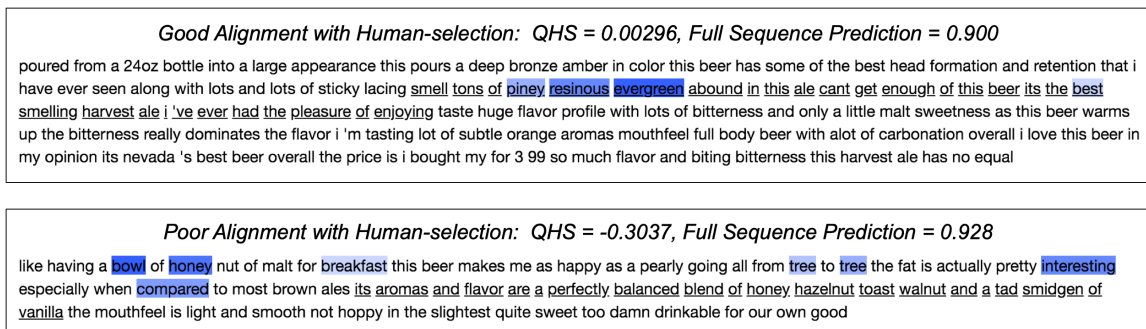 Good Alignment with Human-selection:  QHS = 0.00296, Full Sequence Prediction = 0.900
poured from a 24oz bottle into a large appearance this pours a deep bronze amber in color this beer has some of the best head formation and retention that i
have ever seen along with lots and lots of sticky lacing smell tons of piney resinous evergreen abound in this ale cant get enough of this beer its the best
smelling harvest ale i 've ever had the pleasure of enjoying taste huge flavor profile with lots of bitterness and only a little malt sweetness as this beer warms
up the bitterness really dominates the flavor i 'm tasting lot of subtle orange aromas mouthfeel full body beer with alot of carbonation overall i love this beer in
my opinion its nevada 's best beer overall the price is i bought my for 3 99 so much flavor and biting bitterness this harvest ale has no equal
Poor Alignment with Human-selection:  QHS = -0.3037, Full Sequence Prediction = 0.928
like having a bowl of honey nut of malt for breakfast this beer makes me as happy as a pearly going all from tree to tree the fat is actually pretty interesting
especially when compared to most brown ales its aromas and flavor are a perfectly balanced blend of honey hazelnut toast walnut and a tad smidgen of
vanilla the mouthfeel is light and smooth not hoppy in the slightest quite sweet too damn drinkable for our own good